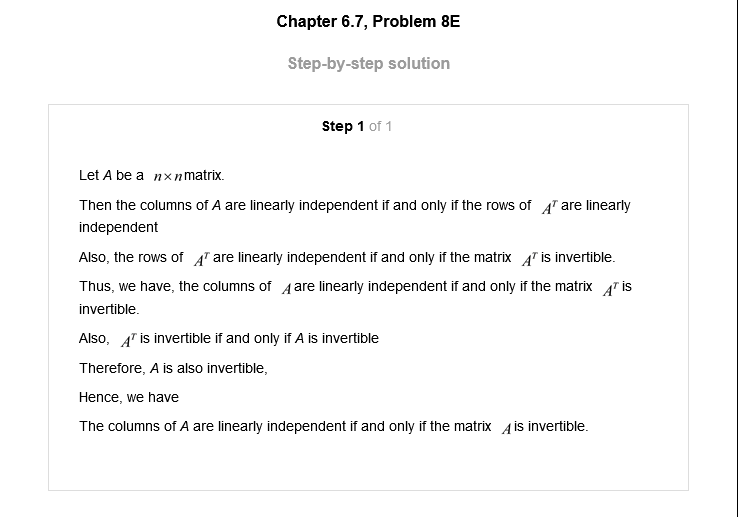 Chapter 6.7, Problem 8E
Step-by-step solution
Step 1 of 1
Let A be a n×n matrix.
Then the columns of A are linearly independent if and only if the rows of Aᵀ are linearly
independent
Also, the rows of Aᵀ are linearly independent if and only if the matrix Aᵀ is invertible.
Thus, we have, the columns of A are linearly independent if and only if the matrix Aᵀ is
invertible.
Also, Aᵀ is invertible if and only if A is invertible
Therefore, A is also invertible,
Hence, we have
The columns of A are linearly independent if and only if the matrix A is invertible.